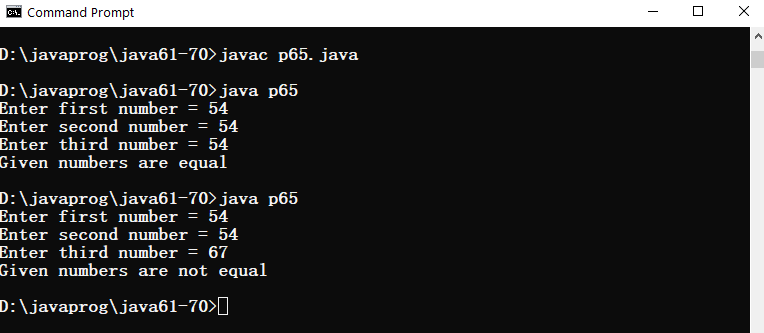 Command Prompt
D:\javaprog\java61-70>javac p65.java
D:\javaprog\java61-70>java p65
Enter first number = 54
Enter second number = 54
Enter third number = 54
Given numbers are equal
D:\javaprog\java61-70>java p65
Enter first number = 54
Enter second number = 54
Enter third number = 67
Given numbers are not equal
D:\javaprog\java61-70>